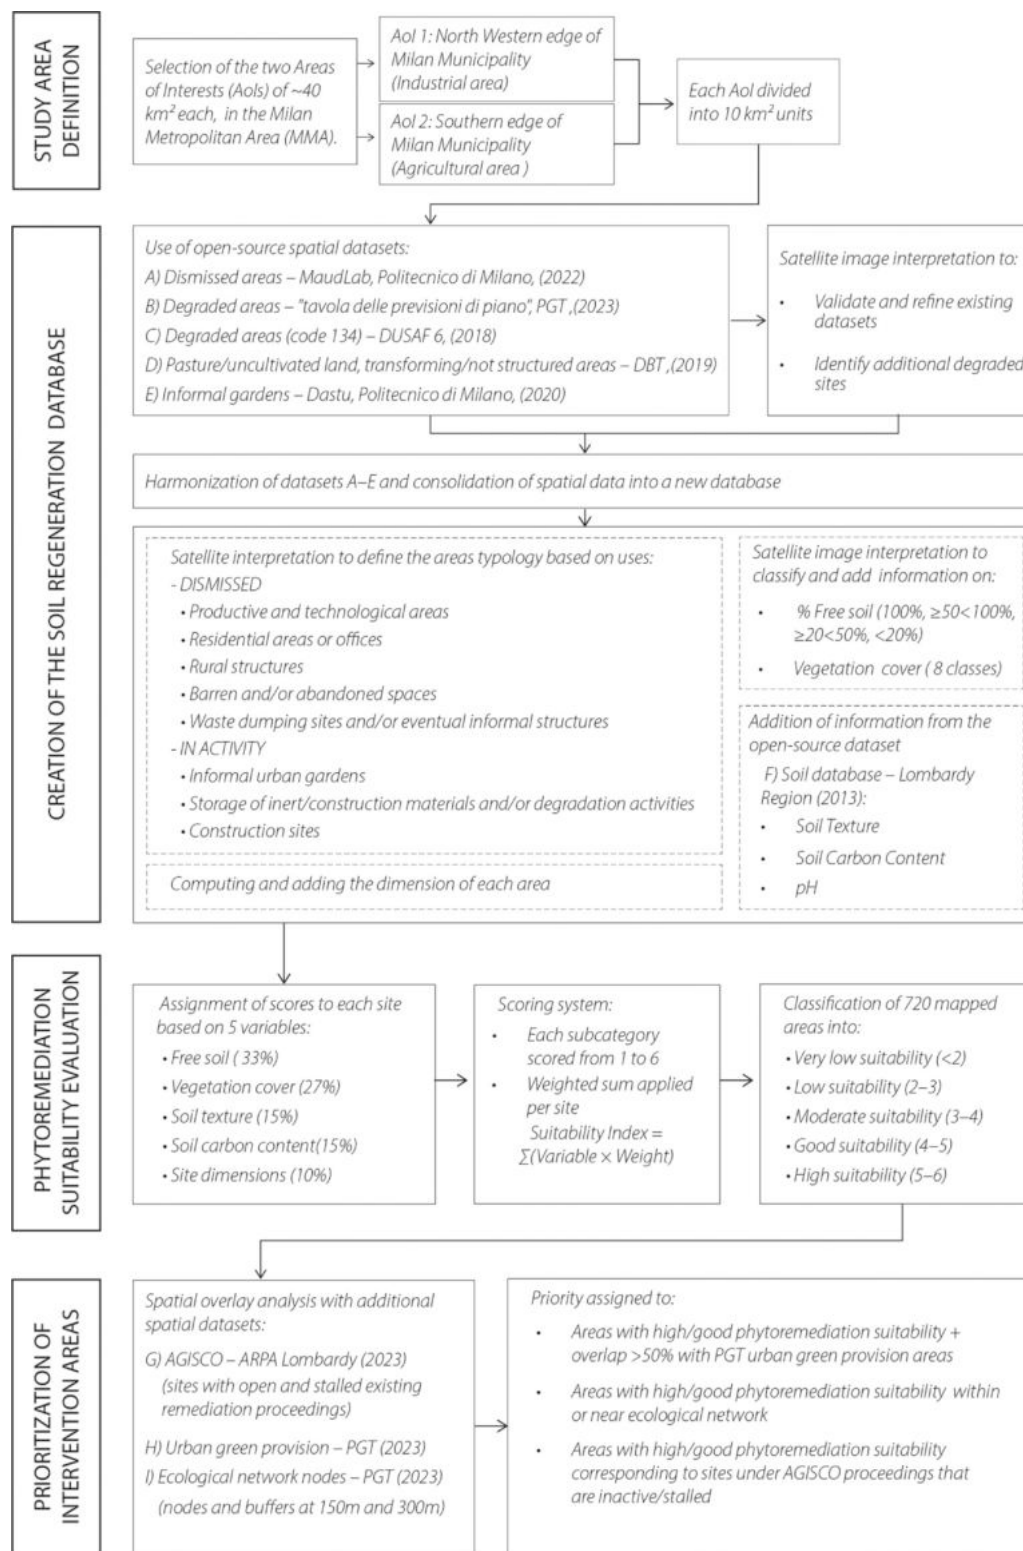 STUDY AREA
DEFINITION
Selection of the two Areas
of Interests (AoIs) of ~40
km² each, in the Milan
Metropolitan Area (MMA).
AoI 1: North Western edge of
Milan Municipality
(Industrial area)
AoI 2: Southern edge of
Milan Municipality
(Agricultural area )
Each AoI divided
into 10 km² units
CREATION OF THE SOIL REGENERATION DATABASE
Use of open-source spatial datasets:
A) Dismissed areas – MaudLab, Politecnico di Milano, (2022)
B) Degraded areas – "tavola delle previsioni di piano", PGT ,(2023)
C) Degraded areas (code 134) – DUSAF 6, (2018)
D) Pasture/uncultivated land, transforming/not structured areas – DBT ,(2019)
E) Informal gardens – Dastu, Politecnico di Milano, (2020)
Satellite image interpretation to:
• Validate and refine existing
datasets
• Identify additional degraded
sites
Harmonization of datasets A–E and consolidation of spatial data into a new database
Satellite interpretation to define the areas typology based on uses:
- DISMISSED
• Productive and technological areas
• Residential areas or offices
• Rural structures
• Barren and/or abandoned spaces
• Waste dumping sites and/or eventual informal structures
- IN ACTIVITY
• Informal urban gardens
• Storage of inert/construction materials and/or degradation activities
• Construction sites
Computing and adding the dimension of each area
Satellite image interpretation to
classify and add information on:
• % Free soil (100%, ≥50<100%,
≥20<50%, <20%)
• Vegetation cover ( 8 classes)
Addition of information from the
open-source dataset
F) Soil database – Lombardy
Region (2013):
• Soil Texture
• Soil Carbon Content
• pH
PHYTOREMEDIATION
SUITABILITY EVALUATION
Assignment of scores to each site
based on 5 variables:
• Free soil ( 33%)
• Vegetation cover (27%)
• Soil texture (15%)
• Soil carbon content(15%)
• Site dimensions (10%)
Scoring system:
• Each subcategory
scored from 1 to 6
• Weighted sum applied
per site
Suitability Index =
∑(Variable × Weight)
Classification of 720 mapped
areas into:
• Very low suitability (<2)
• Low suitability (2–3)
• Moderate suitability (3–4)
• Good suitability (4–5)
• High suitability (5–6)
PRIORITIZATION OF
INTERVENTION AREAS
Spatial overlay analysis with additional
spatial datasets:
G) AGISCO – ARPA Lombardy (2023)
(sites with open and stalled existing
remediation proceedings)
H) Urban green provision – PGT (2023)
I) Ecological network nodes – PGT (2023)
(nodes and buffers at 150m and 300m)
Priority assigned to:
• Areas with high/good phytoremediation suitability +
overlap >50% with PGT urban green provision areas
• Areas with high/good phytoremediation suitability within
or near ecological network
• Areas with high/good phytoremediation suitability
corresponding to sites under AGISCO proceedings that
are inactive/stalled